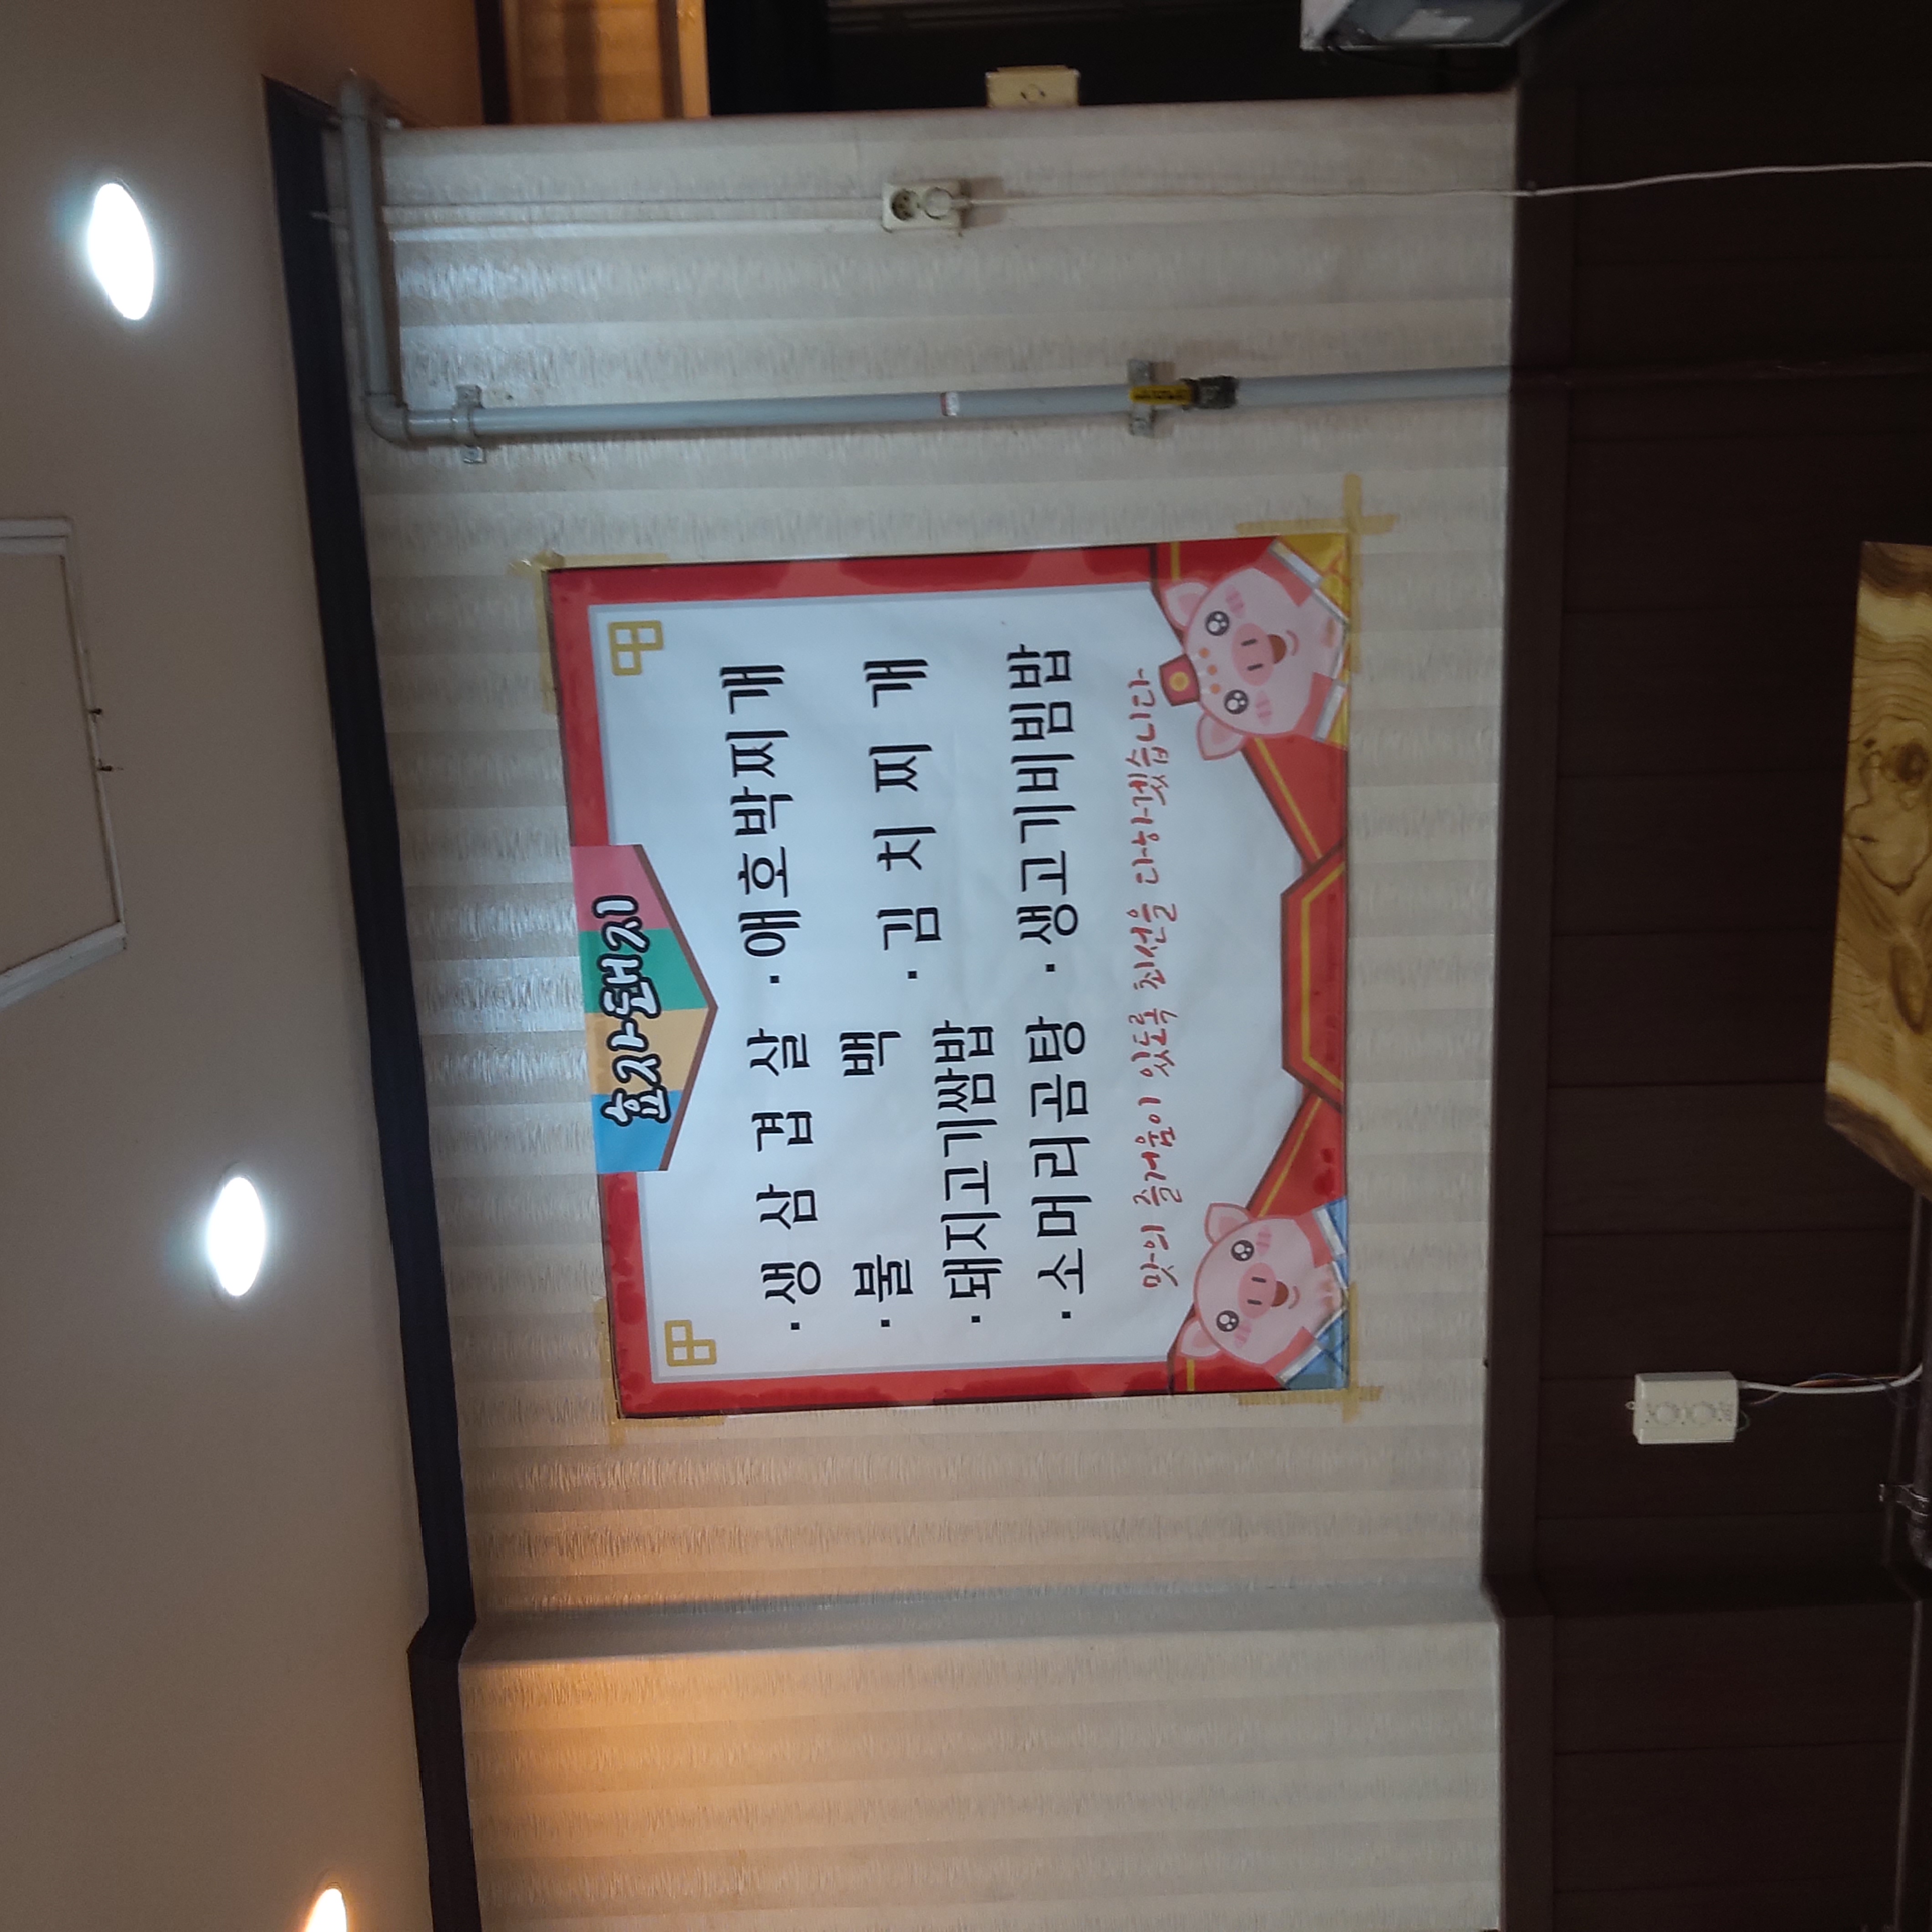 효자돼지
· 생 삼 겹 살
· 불 백
· 돼지고기쌈밥
· 소머리곰탕
· 애호박찌개
· 김 치 찌 개
· 생고기비빔밥
맛의 즐거움이 있도록 최선을 다하겠습니다